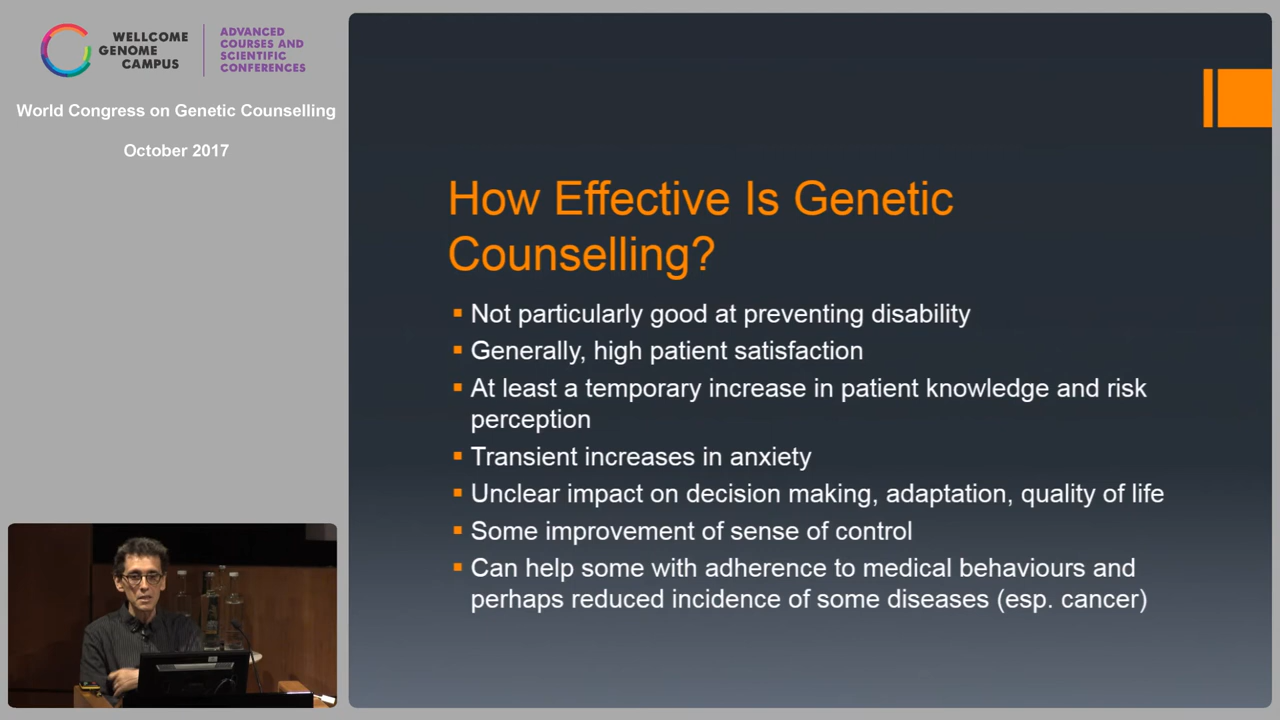 WELLCOME
GENOME
CAMPUS
ADVANCED
COURSES AND
SCIENTIFIC
CONFERENCES
World Congress on Genetic Counselling
October 2017
How Effective Is Genetic
Counselling?
▪ Not particularly good at preventing disability
▪ Generally, high patient satisfaction
▪ At least a temporary increase in patient knowledge and risk
perception
▪ Transient increases in anxiety
▪ Unclear impact on decision making, adaptation, quality of life
▪ Some improvement of sense of control
▪ Can help some with adherence to medical behaviours and
perhaps reduced incidence of some diseases (esp. cancer)